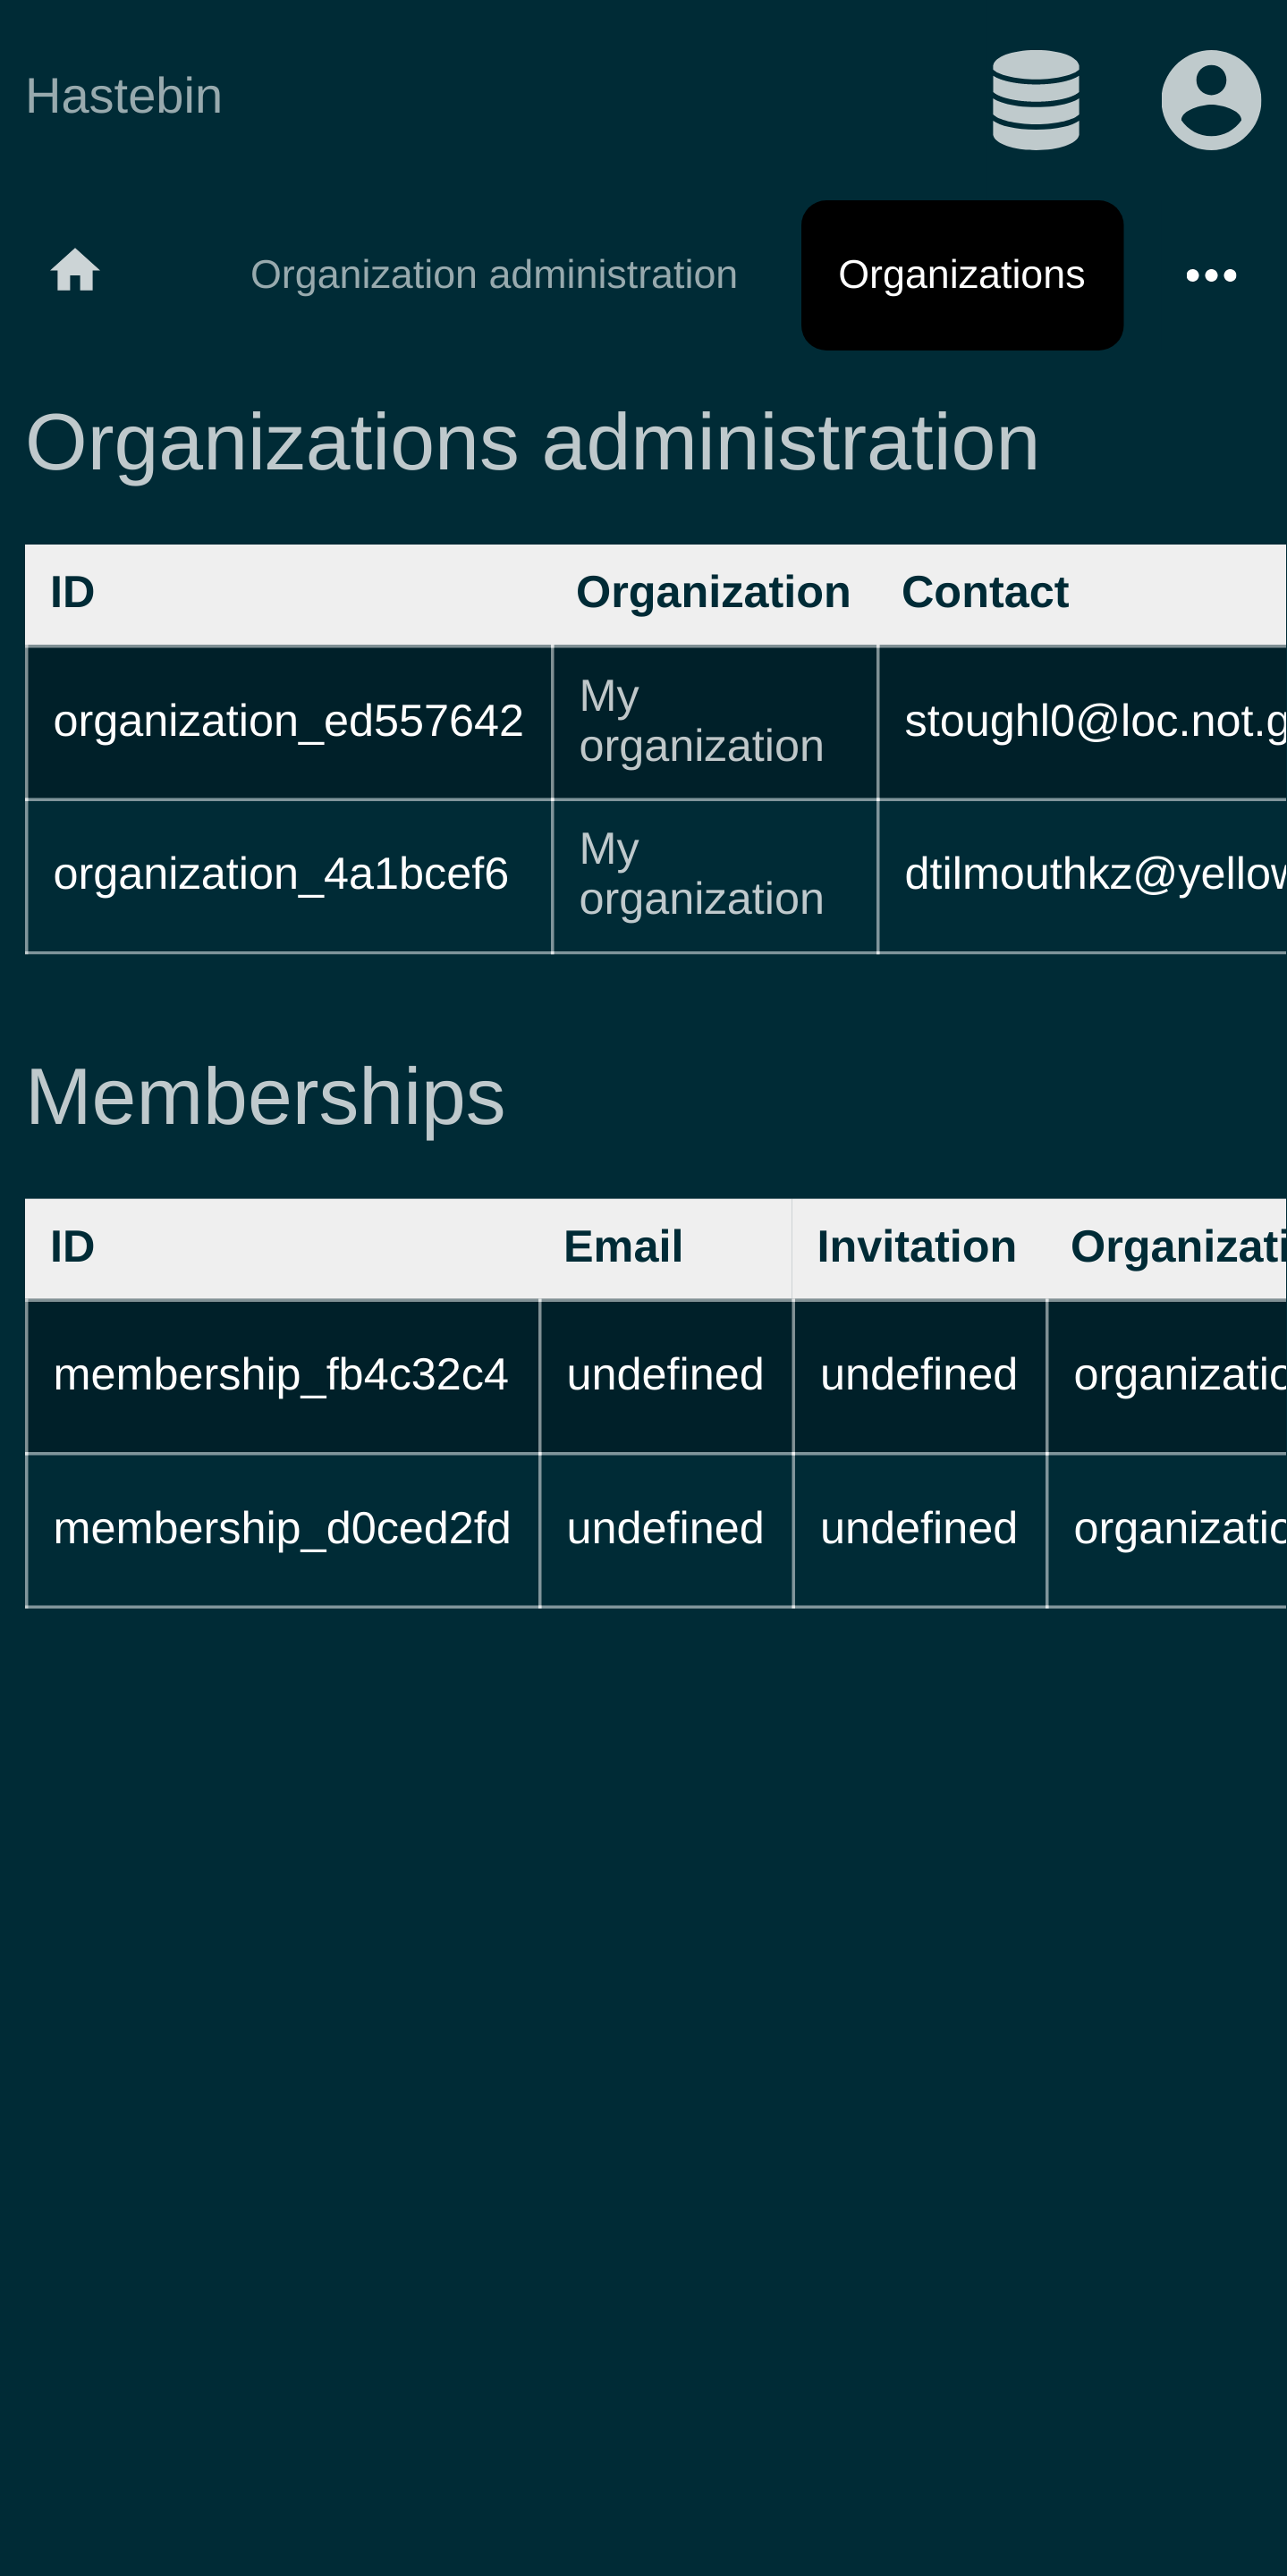 Hastebin
Organization administration Organizations
Organizations administration
ID Organization Contact
organization_ed557642 My organization stoughl0@loc.not.g
organization_4a1bcef6 My organization dtilmouthkz@yellow
Memberships
ID Email Invitation Organizati
membership_fb4c32c4 undefined undefined organizatio
membership_d0ced2fd undefined undefined organizatio